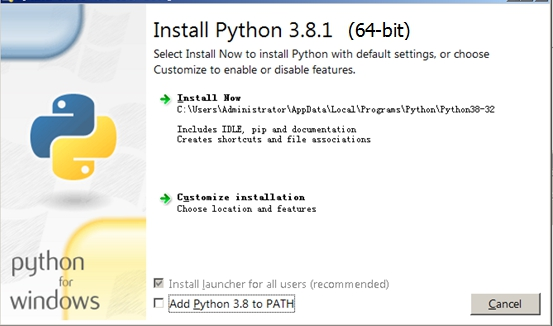 Install Python 3.8.1 (64-bit)
Select Install Now to install Python with default settings, or choose
Customize to enable or disable features.
Install Now
C:\Users\Administrator\AppData\Local\Programs\Python\Python38-32
Includes IDLE, pip and documentation
Creates shortcuts and file associations
Customize installation
Choose location and features
python
for
windows
Install launcher for all users (recommended)
Add Python 3.8 to PATH
Cancel